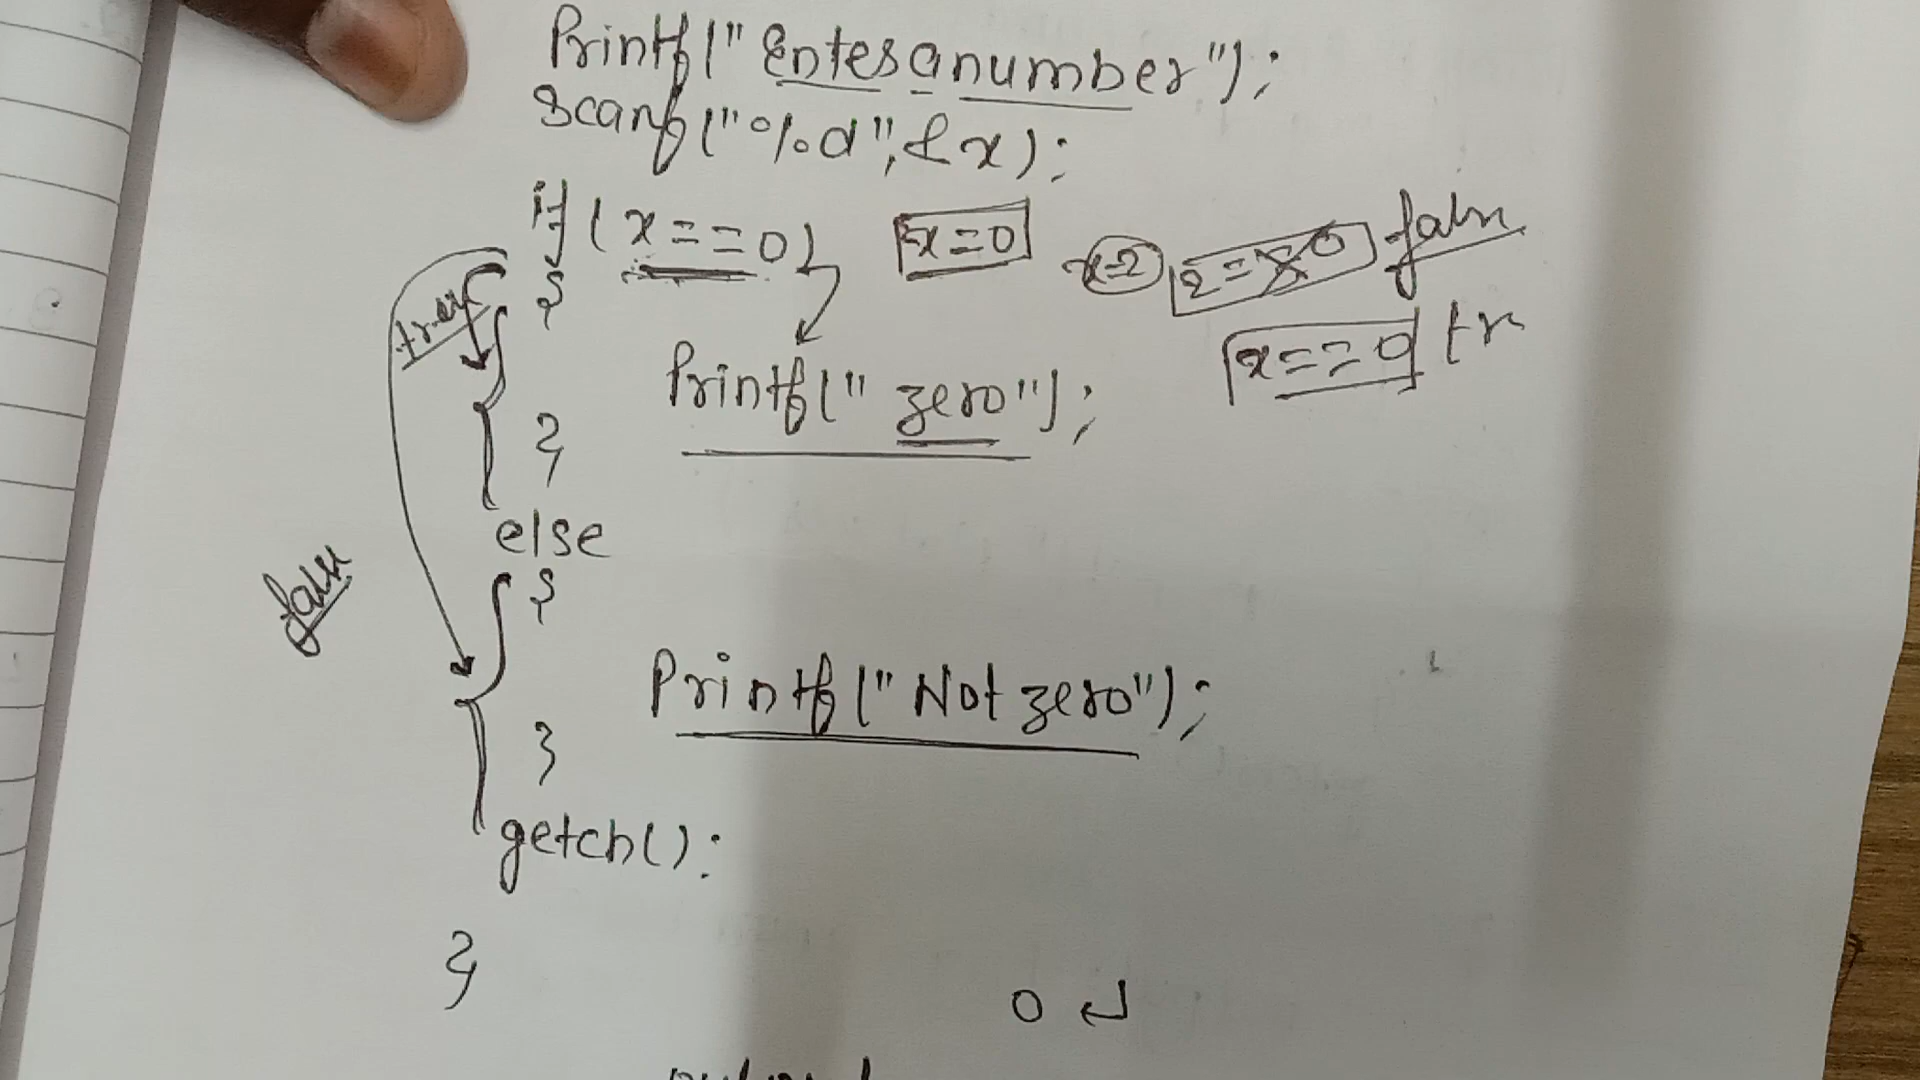 Printf("Enter a number");
Scanf("%d",&x);
if (x==0) x=0 x=2 2=x0 false
{
true x==0 tr
Printf("zero");
}
else
false {
Printf("Not zero");
}
getch();
}
0 ↵